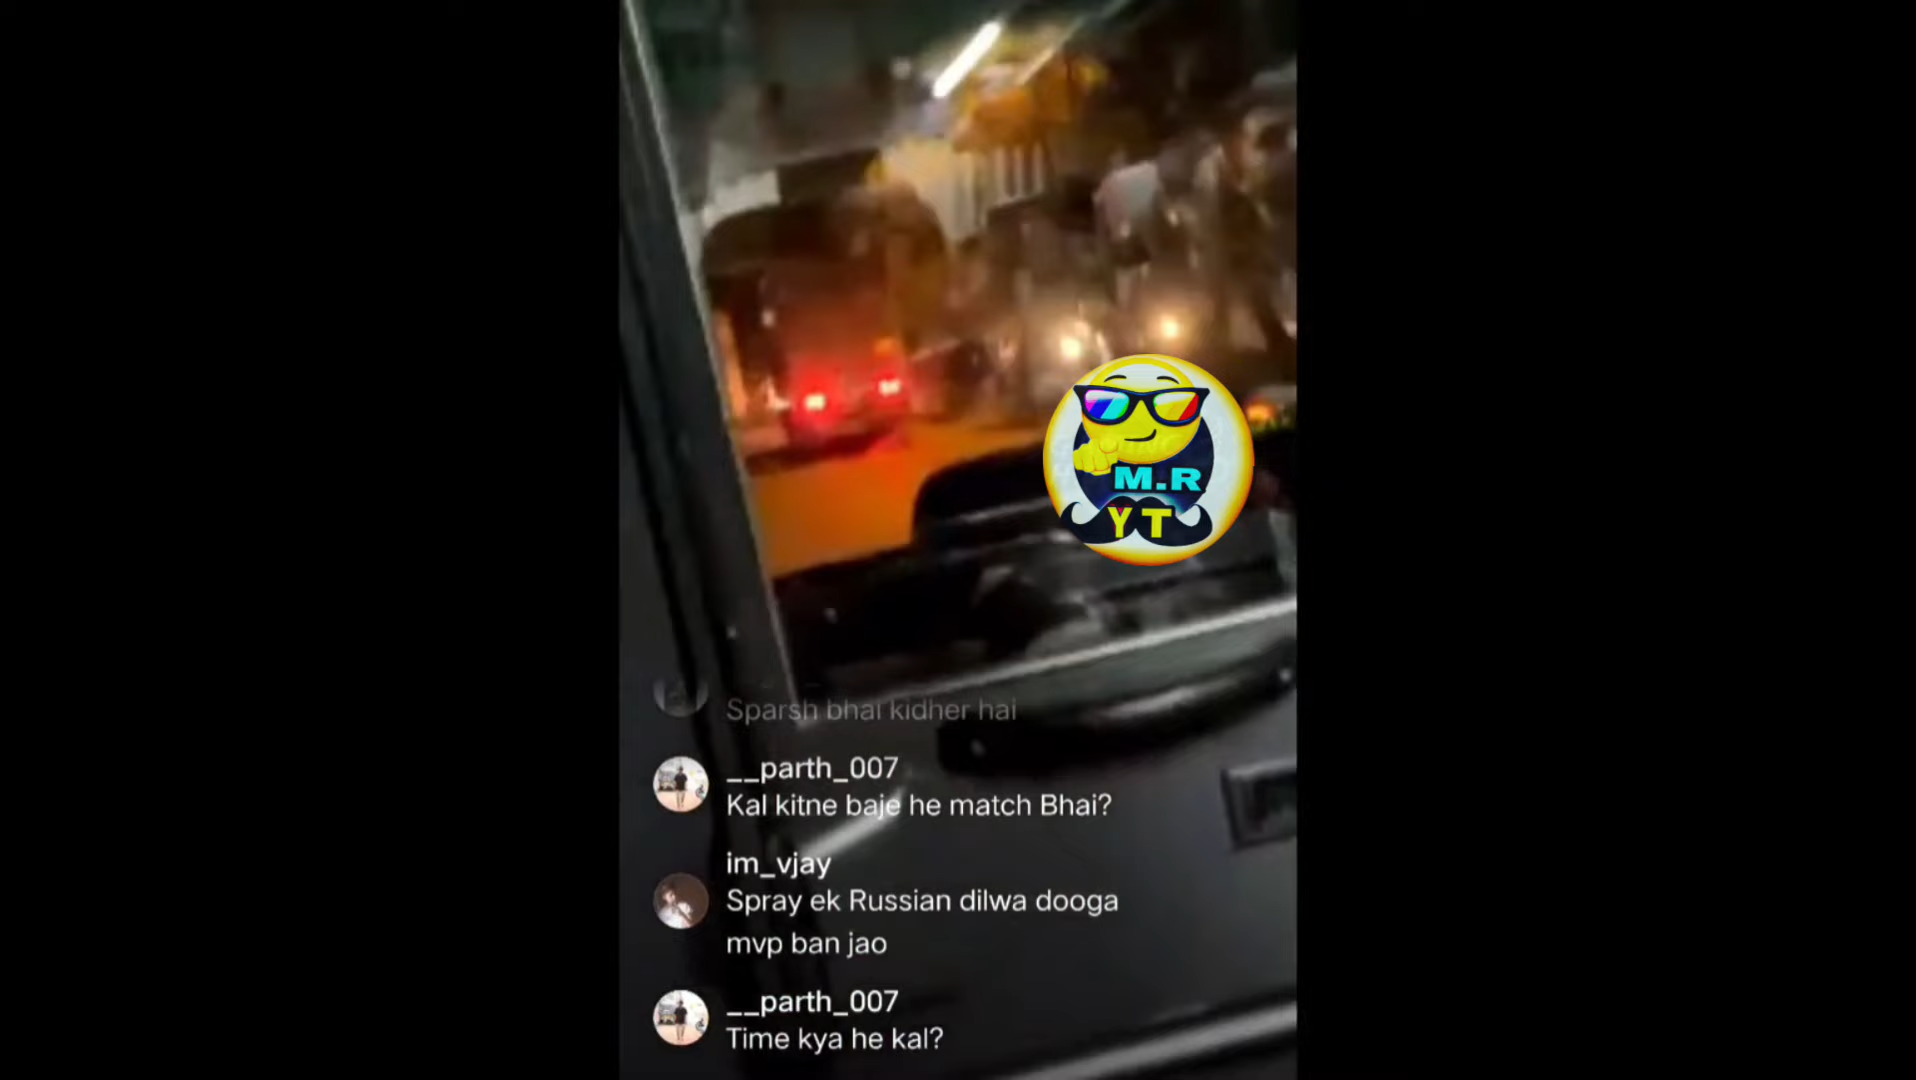 M.R
YT
Sparsh bhai kidher hai
__parth_007
Kal kitne baje he match Bhai?
im_vjay
Spray ek Russian dilwa dooga
mvp ban jao
__parth_007
Time kya he kal?